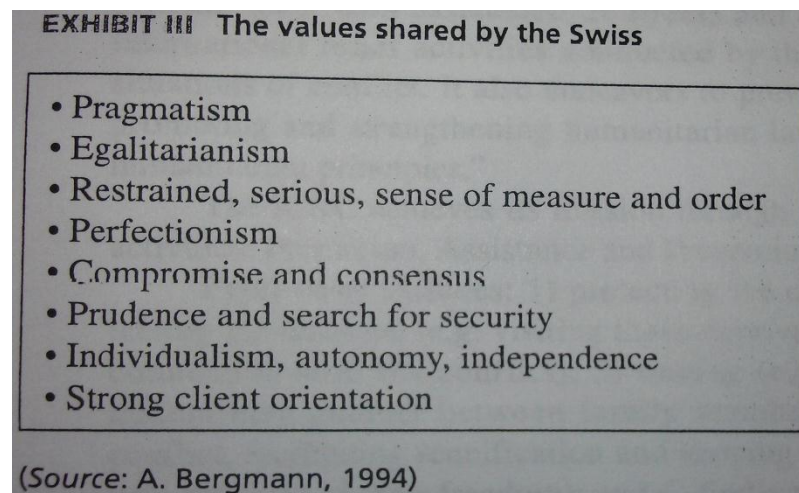 EXHIBIT III The values shared by the Swiss
• Pragmatism
• Egalitarianism
• Restrained, serious, sense of measure and order
• Perfectionism
• Compromise and consensus
• Prudence and search for security
• Individualism, autonomy, independence
• Strong client orientation
(Source: A. Bergmann, 1994)